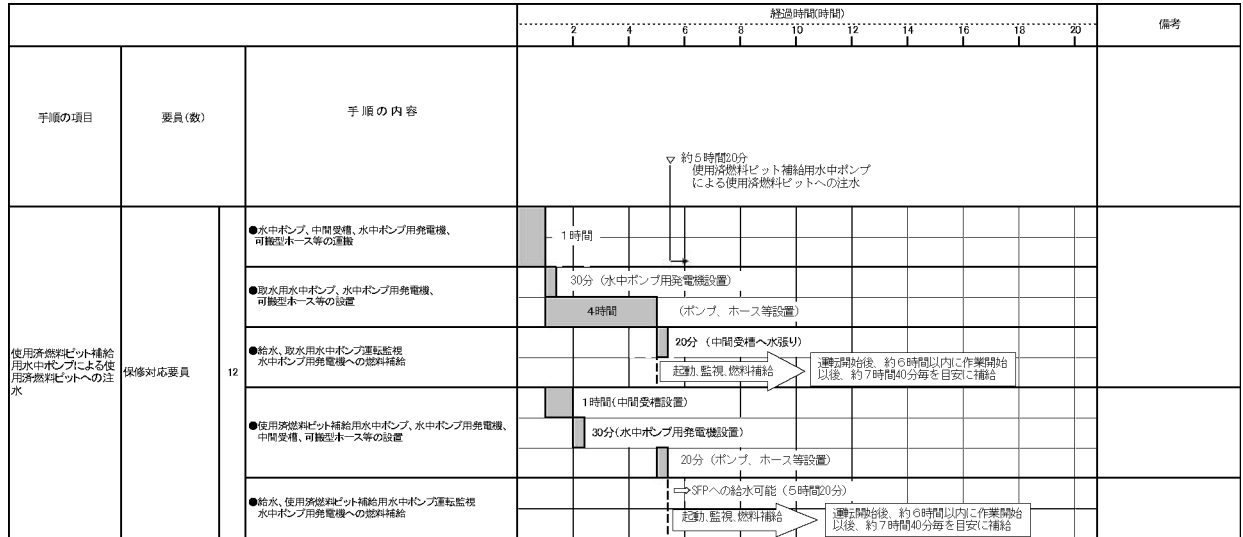 経過時間(時間)
2 4 6 8 10 12 14 16 18 20
備考
手順の項目
要員(数)
手順の内容
▽ 約５時間20分
使用済燃料ピット補給用水中ポンプ
による使用済燃料ピットへの注水
使用済燃料ピット補給
用水中ポンプによる使
用済燃料ピットへの注
水
保修対応要員
12
●水中ポンプ、中間受槽、水中ポンプ用発電機、
可搬型ホース等の運搬
１時間
●取水用水中ポンプ、水中ポンプ用発電機、
可搬型ホース等の設置
30分（水中ポンプ用発電機設置）
4時間
（ポンプ、ホース等設置）
●給水、取水用水中ポンプ運転監視
水中ポンプ用発電機への燃料補給
20分（中間受槽へ水張り）
起動、監視、燃料補給
運転開始後、約６時間以内に作業開始
以後、約７時間40分毎を目安に補給
●使用済燃料ピット補給用水中ポンプ、水中ポンプ用発電機、
中間受槽、可搬型ホース等の設置
１時間(中間受槽設置)
30分(水中ポンプ用発電機設置)
20分（ポンプ、ホース等設置）
●給水、使用済燃料ピット補給用水中ポンプ運転監視
水中ポンプ用発電機への燃料補給
⇨SFPへの給水可能（５時間20分）
起動、監視、燃料補給
運転開始後、約６時間以内に作業開始
以後、約７時間40分毎を目安に補給